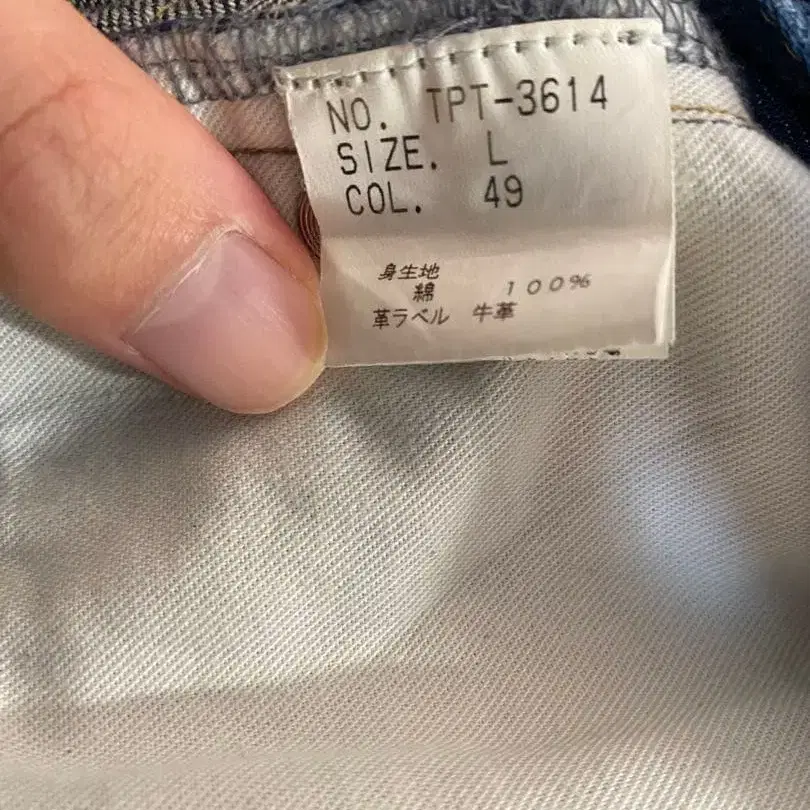 NO. TPT-3614
SIZE. L
COL. 49
身生地
綿 100%
革ラベル 牛革